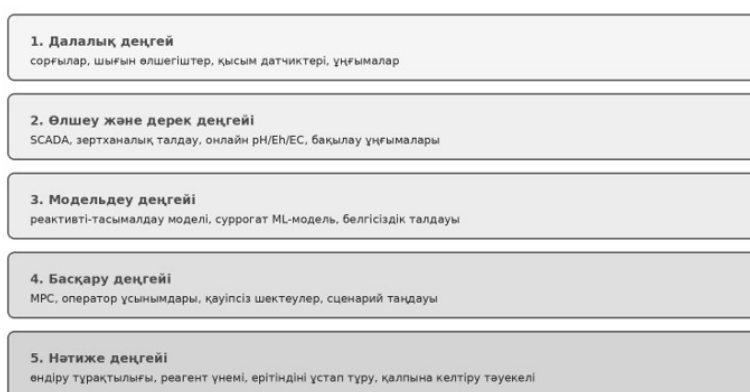 1. Далалық деңгей
сорғылар, шығын өлшегіштер, қысым датчиктері, ұңғымалар
2. Өлшеу және дерек деңгейі
SCADA, зертханалық талдау, онлайн pH/Eh/EC, бақылау ұңғымалары
3. Модельдеу деңгейі
реактивті-тасымалдау моделі, суррогат ML-модель, белгісіздік талдауы
4. Басқару деңгейі
MPC, оператор ұсынымдары, қауіпсіз шектеулер, сценарий таңдауы
5. Нәтиже деңгейі
өндіру тұрақтылығы, реагент үнемі, ерітіндіні ұстап тұру, қалпына келтіру тәуекелі